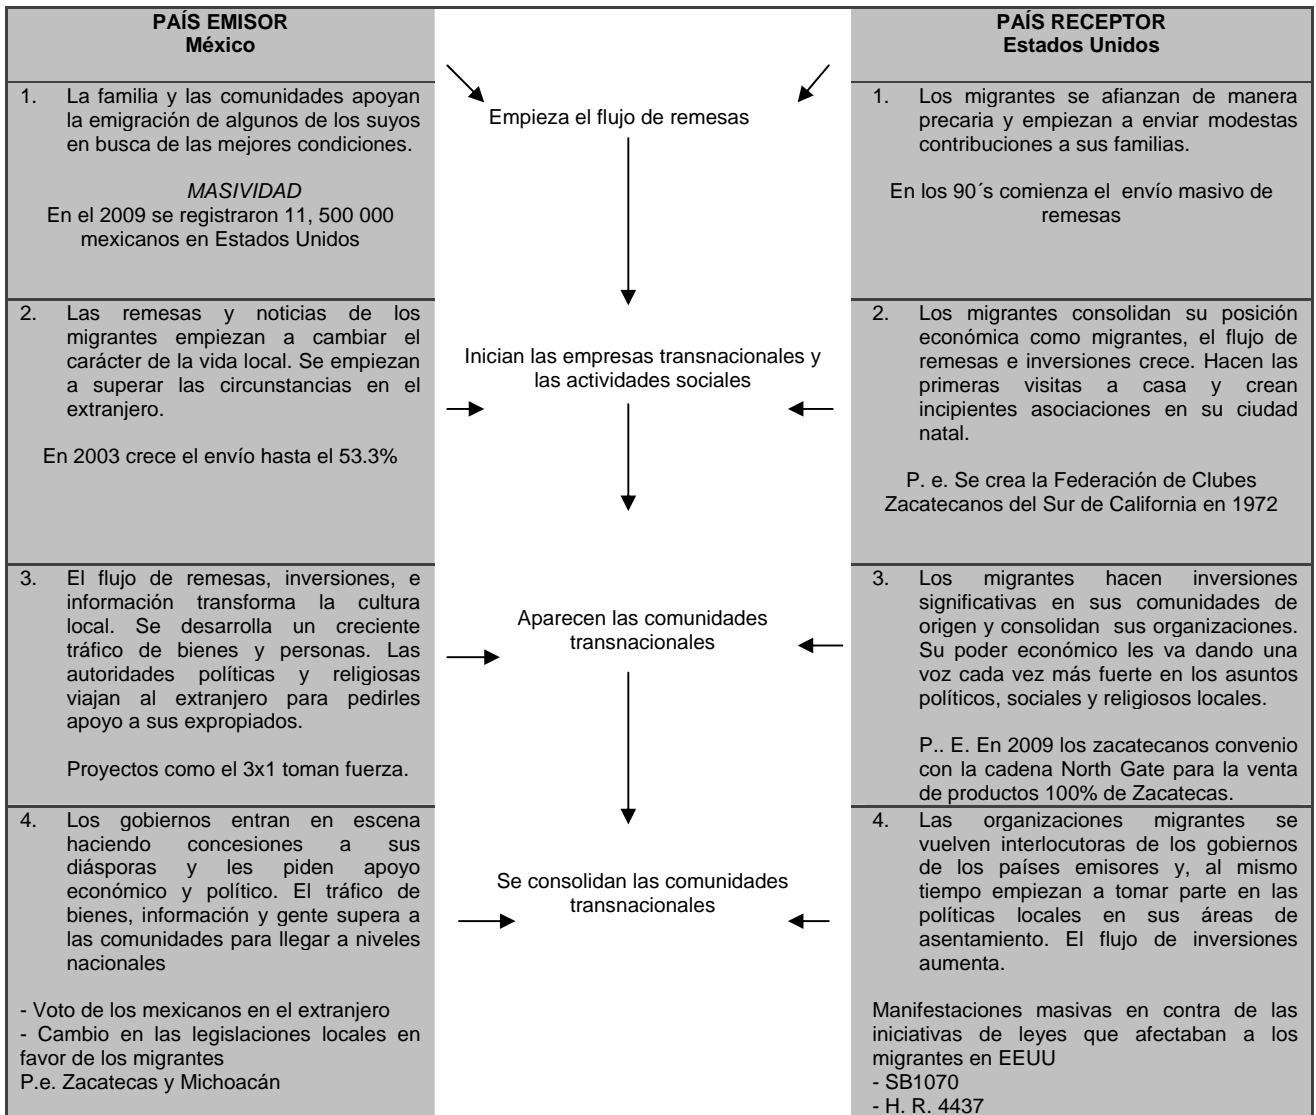 PAÍS EMISOR
México
1. La familia y las comunidades apoyan
la emigración de algunos de los suyos
en busca de las mejores condiciones.
MASIVIDAD
En el 2009 se registraron 11, 500 000
mexicanos en Estados Unidos
2. Las remesas y noticias de los
migrantes empiezan a cambiar el
carácter de la vida local. Se empiezan
a superar las circunstancias en el
extranjero.
En 2003 crece el envío hasta el 53.3%
3. El flujo de remesas, inversiones, e
información transforma la cultura
local. Se desarrolla un creciente
tráfico de bienes y personas. Las
autoridades políticas y religiosas
viajan al extranjero para pedirles
apoyo a sus expropiados.
Proyectos como el 3x1 toman fuerza.
4. Los gobiernos entran en escena
haciendo concesiones a sus
diásporas y les piden apoyo
económico y político. El tráfico de
bienes, información y gente supera a
las comunidades para llegar a niveles
nacionales
- Voto de los mexicanos en el extranjero
- Cambio en las legislaciones locales en
favor de los migrantes
P.e. Zacatecas y Michoacán
Empieza el flujo de remesas
Inician las empresas transnacionales y
las actividades sociales
Aparecen las comunidades
transnacionales
Se consolidan las comunidades
transnacionales
PAÍS RECEPTOR
Estados Unidos
1. Los migrantes se afianzan de manera
precaria y empiezan a enviar modestas
contribuciones a sus familias.
En los 90´s comienza el envío masivo de
remesas
2. Los migrantes consolidan su posición
económica como migrantes, el flujo de
remesas e inversiones crece. Hacen las
primeras visitas a casa y crean
incipientes asociaciones en su ciudad
natal.
P. e. Se crea la Federación de Clubes
Zacatecanos del Sur de California en 1972
3. Los migrantes hacen inversiones
significativas en sus comunidades de
origen y consolidan sus organizaciones.
Su poder económico les va dando una
voz cada vez más fuerte en los asuntos
políticos, sociales y religiosos locales.
P.. E. En 2009 los zacatecanos convenio
con la cadena North Gate para la venta
de productos 100% de Zacatecas.
4. Las organizaciones migrantes se
vuelven interlocutoras de los gobiernos
de los países emisores y, al mismo
tiempo empiezan a tomar parte en las
políticas locales en sus áreas de
asentamiento. El flujo de inversiones
aumenta.
Manifestaciones masivas en contra de las
iniciativas de leyes que afectaban a los
migrantes en EEUU
- SB1070
- H. R. 4437